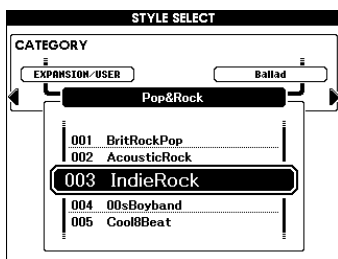 STYLE SELECT
CATEGORY
EXPANSION/USER
Ballad
Pop&Rock
001 BritRockPop
002 AcousticRock
003 IndieRock
004 00sBoyband
005 Cool8Beat